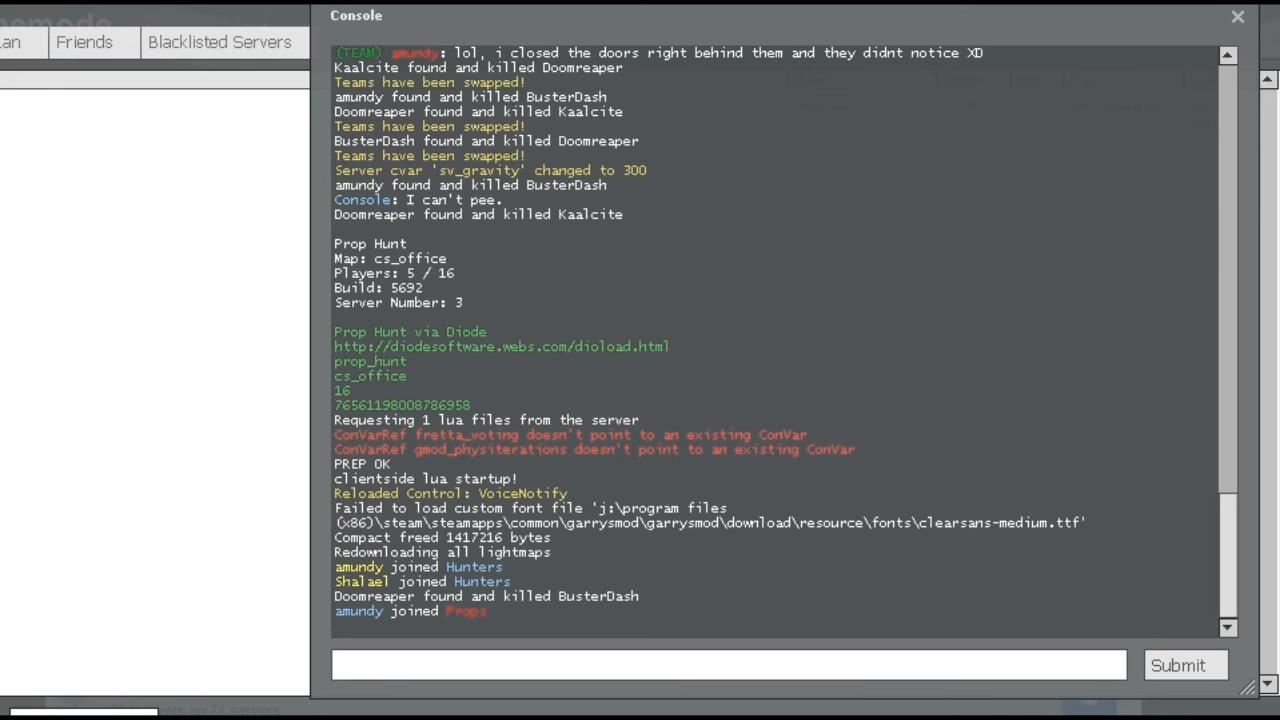 Console
Friends
Blacklisted Servers
(TEAM) amundy: lol, i closed the doors right behind them and they didnt notice XD
Kaalcite found and killed Doomreaper
Teams have been swapped!
amundy found and killed BusterDash
Doomreaper found and killed Kaalcite
Teams have been swapped!
BusterDash found and killed Doomreaper
Teams have been swapped!
Server cvar 'sv_gravity' changed to 300
amundy found and killed BusterDash
Console: I can't pee.
Doomreaper found and killed Kaalcite
Prop Hunt
Map: cs_office
Players: 5 / 16
Build: 5692
Server Number: 3
Prop Hunt via Diode
http://diodesoftware.webs.com/dioload.html
prop_hunt
cs_office
16
76561198008786958
Requesting 1 lua files from the server
ConVarRef fretta_voting doesn't point to an existing ConVar
ConVarRef gmod_physiterations doesn't point to an existing ConVar
PREP OK
clientside lua startup!
Reloaded Control: VoiceNotify
Failed to load custom font file 'j:\program files
(x86)\steam\steamapps\common\garrysmod\garrysmod\download\resource\fonts\clearsans-medium.ttf'
Compact freed 1417216 bytes
Redownloading all lightmaps
amundy joined Hunters
Shalael joined Hunters
Doomreaper found and killed BusterDash
amundy joined Props
Submit
on 71 servers